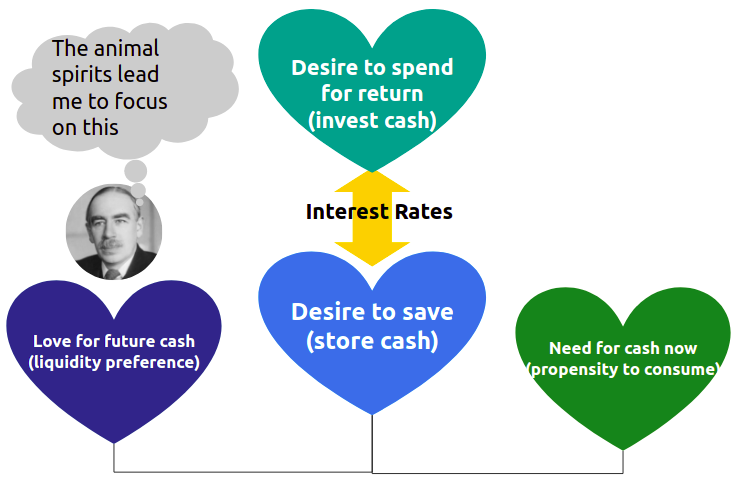 The animal
spirits lead
me to focus
on this
Desire to spend
for return
(invest cash)
Interest Rates
Desire to save
(store cash)
Love for future cash
(liquidity preference)
Need for cash now
(propensity to consume)